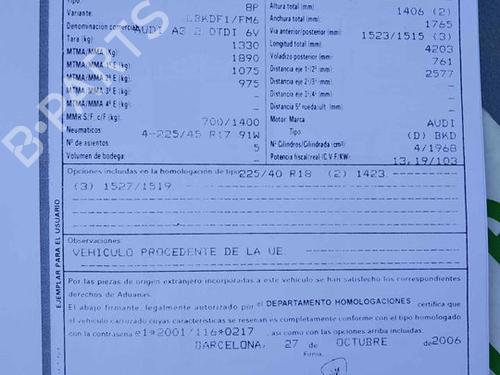 Tipo 8P
Variante: LBKDF1/FM6
Denominación comercial: AUDI A3 2.0TDI 6V
Tara (kg): 1330
MTMA/MMA (Kg): 1890
MTMA/MMA 1º E (kg): 1075
MTMA/MMA 2º E (kg): 975
MTMA/MMA 3º E (kg):
MTMA/MMA 4º E (kg):
MMR S/F, c/F (kg): 700/1400
Neumáticos:
4-225/45 R17 91W
Nº de asientos: 5
Volumen de bodega: -
Altura total (mm) 1406 (2)
Anchura total (mm) 1765
Vía anterior/posterior (mm): 1523/1515 (3)
Longitud total (mm) 4203
Voladizo posterior (mm) 761
Distancia eje 1º/2º (mm): 2577
Distancia eje 2º/3º (mm):
Distancia eje 3º/4º (mm):
Distancia 5ª rueda/ult. (mm):
Motor: Marca AUDI
Tipo: (D) BKD
Nº Cilindros/Cilindrada (cm³): 4/1968
Potencia fiscal/real (C.V.F/KW): 13,19/103
Opciones incluidas en la homologación de tipo: 225/40 R18 (2) 1423
(3) 1527/1519
Observaciones:
VEHICULO PROCEDENTE DE LA UE
Por las piezas de origen extranjero incorporadas a este vehículo se han satisfecho los correspondientes
derechos de Aduanas.
El abajo firmante, legalmente autorizado por el DEPARTAMENTO HOMOLOGACIONES certifica que
el vehículo carrozado cuyas características se reseñan es completamente conforme con el tipo homologado
con la contraseña e1*2001/116*0217, así como con las opciones arriba incluidas.
BARCELONA, 27 de OCTUBRE de 2006
Firma,
EJEMPLAR PARA EL USUARIO
B-PARTS